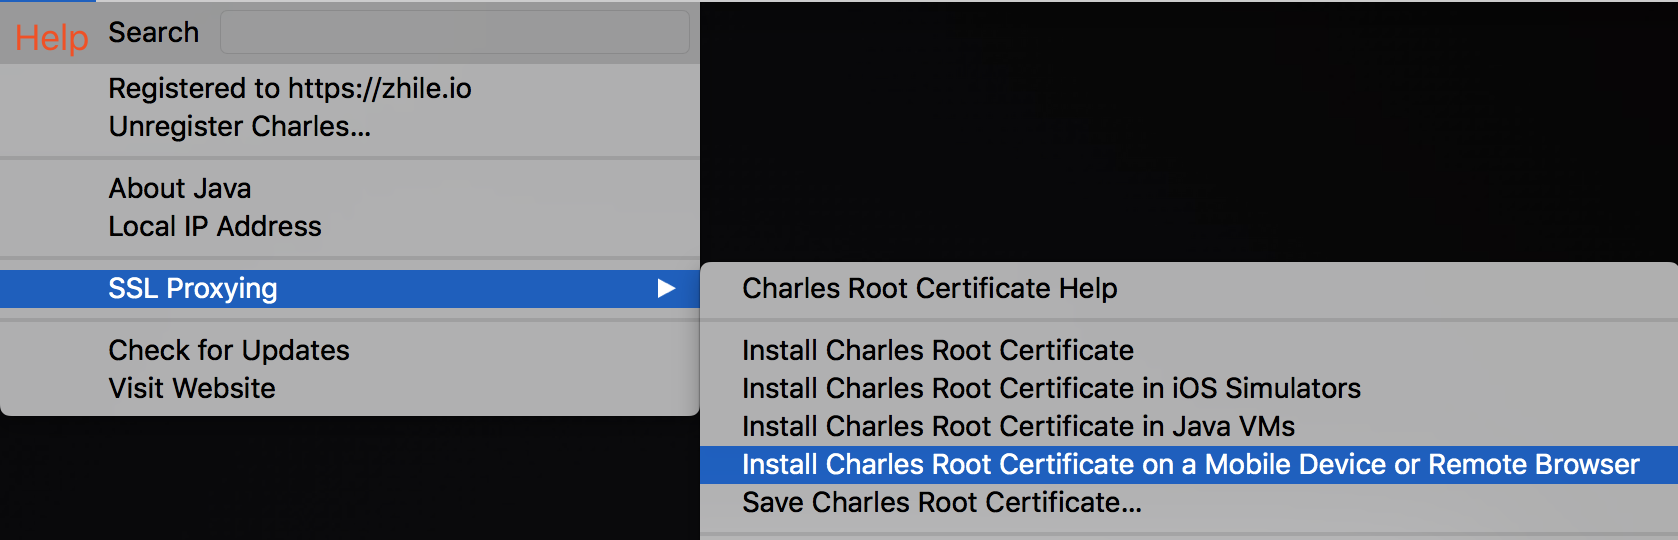 Help Search
Registered to https://zhile.io
Unregister Charles...
About Java
Local IP Address
SSL Proxying
Check for Updates
Visit Website
Charles Root Certificate Help
Install Charles Root Certificate
Install Charles Root Certificate in iOS Simulators
Install Charles Root Certificate in Java VMs
Install Charles Root Certificate on a Mobile Device or Remote Browser
Save Charles Root Certificate...